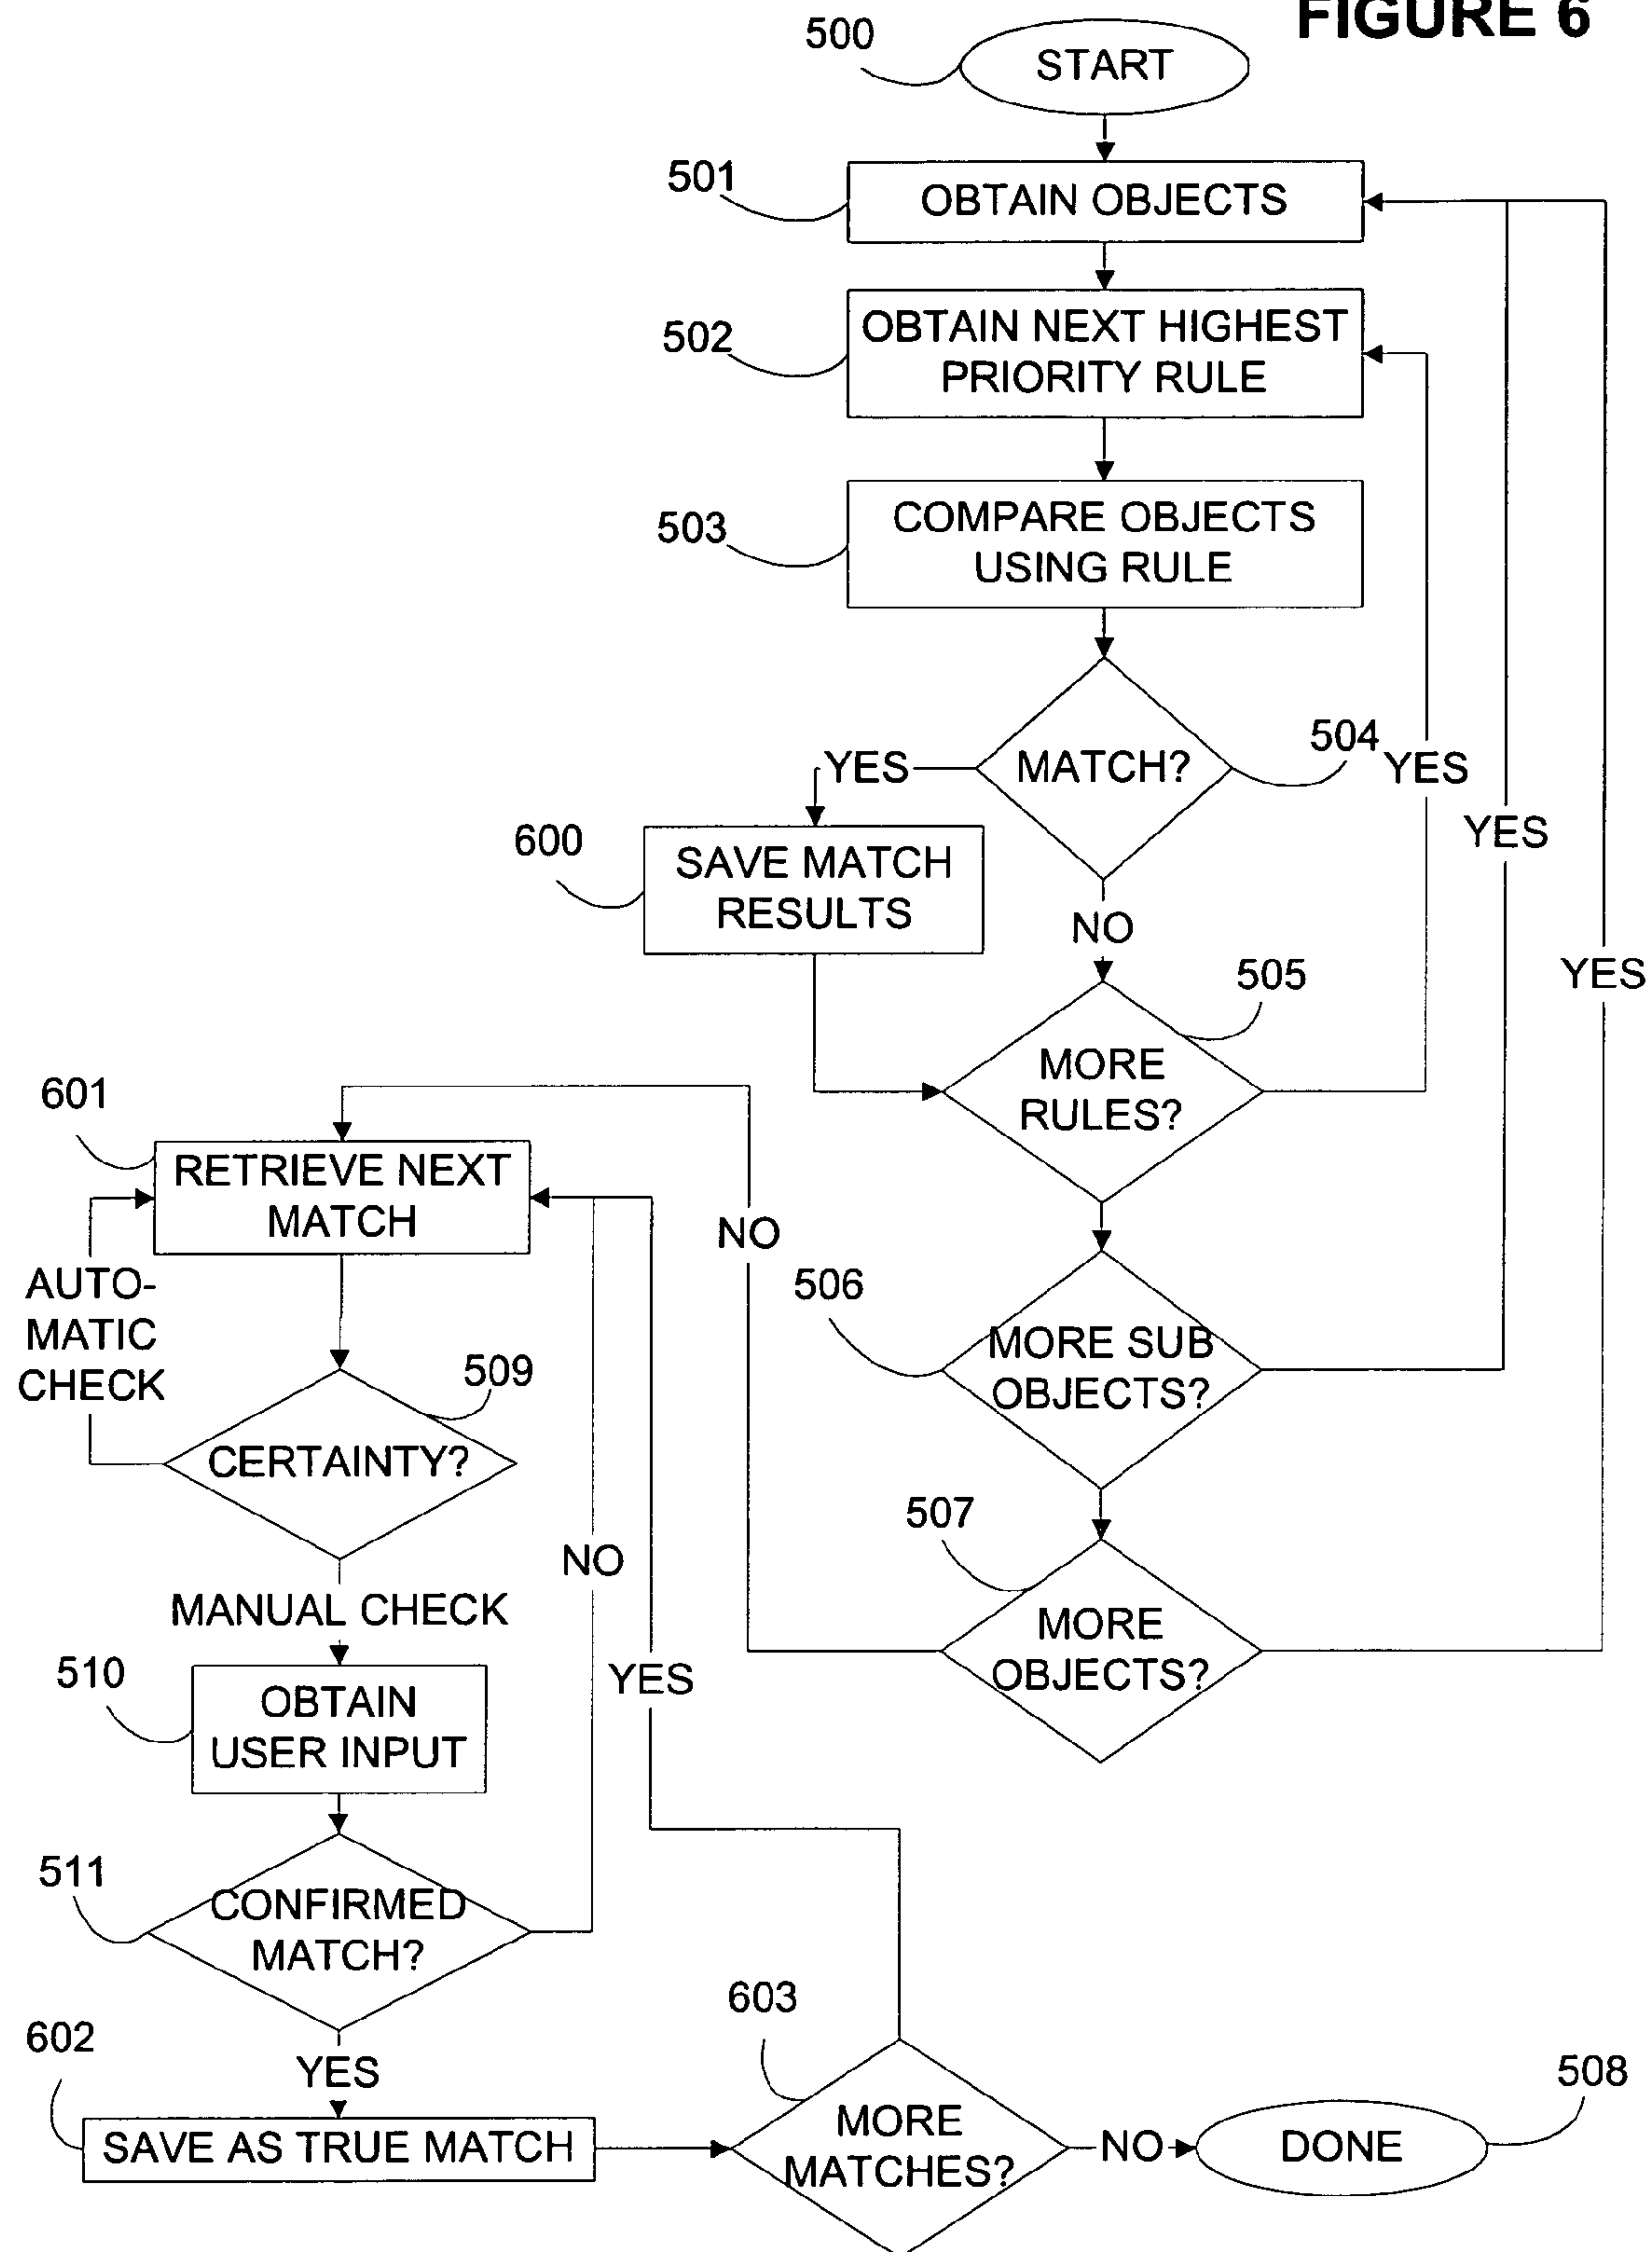 FIGURE 6
500
START
501
OBTAIN OBJECTS
502
OBTAIN NEXT HIGHEST
PRIORITY RULE
503
COMPARE OBJECTS
USING RULE
504
MATCH?
YES
YES
YES
YES
600
SAVE MATCH
RESULTS
NO
505
MORE
RULES?
601
RETRIEVE NEXT
MATCH
NO
AUTO-
MATIC
CHECK
506
MORE SUB
OBJECTS?
509
CERTAINTY?
507
MORE
OBJECTS?
NO
MANUAL CHECK
YES
510
OBTAIN
USER INPUT
511
CONFIRMED
MATCH?
602
YES
SAVE AS TRUE MATCH
603
MORE
MATCHES?
NO
508
DONE